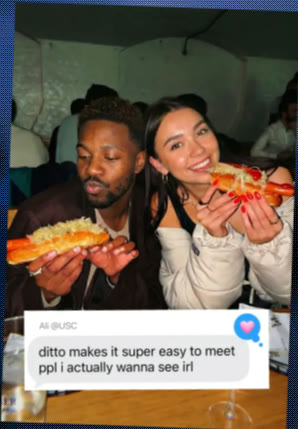 Ali @USC
ditto makes it super easy to meet
ppl i actually wanna see irl